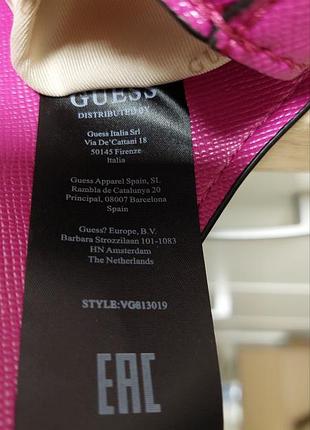 GUESS
DISTRIBUTED BY
Guess Italia Srl
Via De'Cattani 18
50145 Firenze
Italia
Guess Apparel Spain, SL
Rambla de Catalunya 20
Principal, 08007 Barcelona
Spain
Guess? Europe, B.V.
Barbara Strozzilaan 101-1083
HN Amsterdam
The Netherlands
STYLE:VG813019
EAC